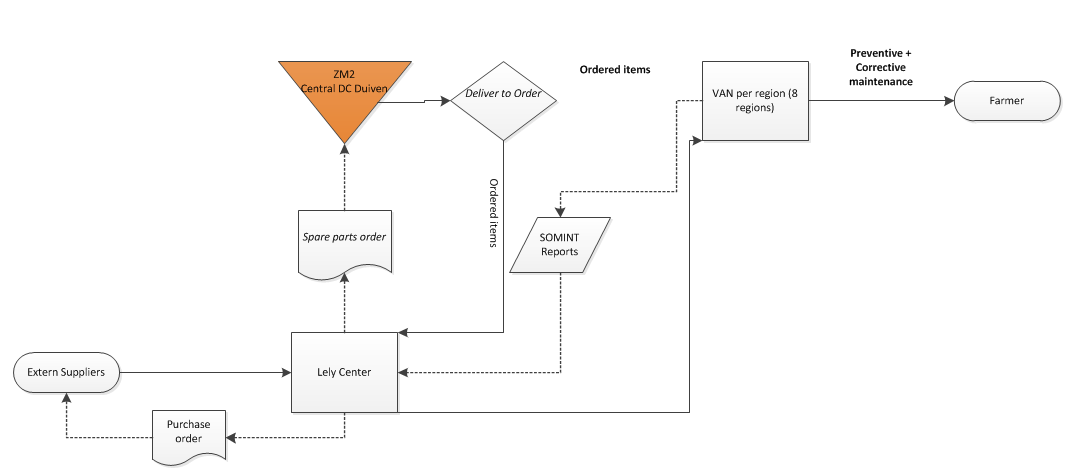 Preventive +
Corrective
maintenance
ZM2
Central DC Duiven
Deliver to Order
Ordered items
VAN per region (8
regions)
Farmer
Ordered items
Spare parts order
SOMINT
Reports
Extern Suppliers
Lely Center
Purchase
order